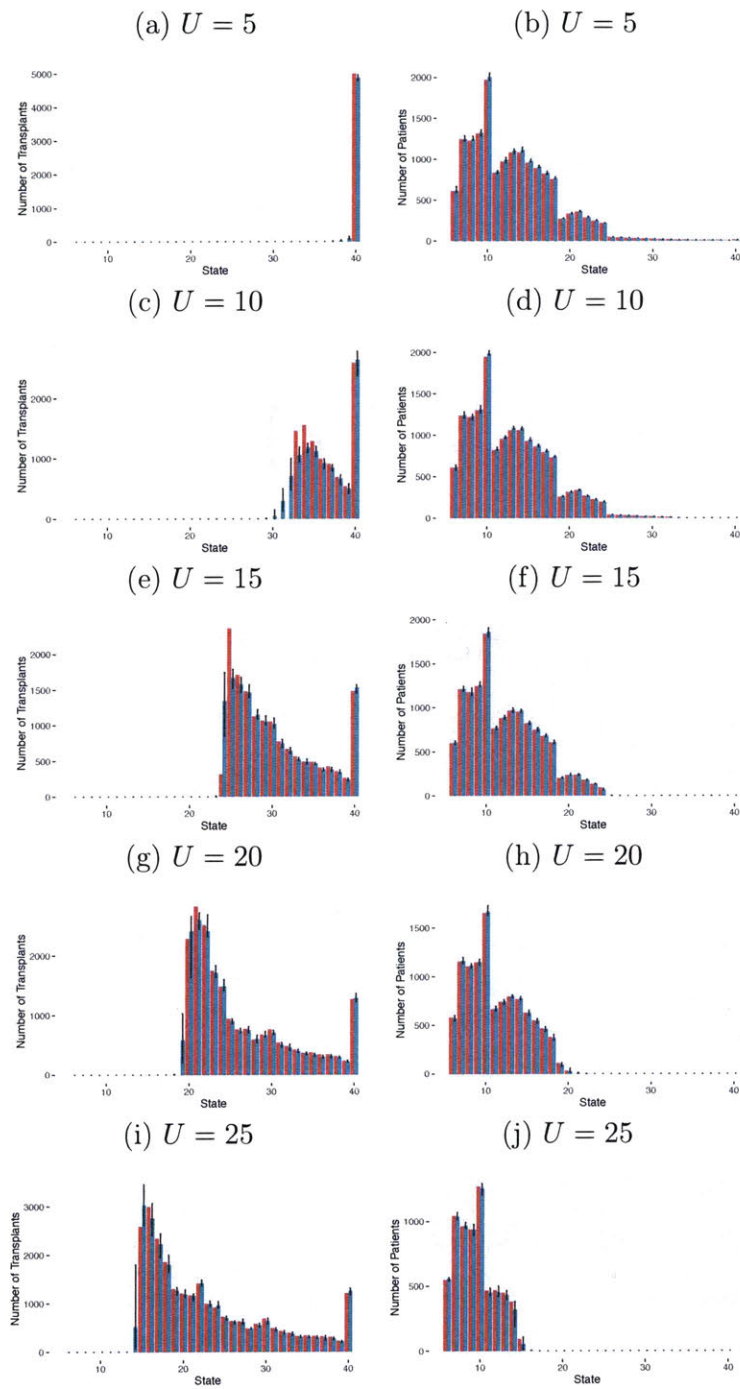 (a) U = 5
(b) U = 5
Number of Transplants
5000
4000
3000
2000
1000
0
10 20 30 40
State
Number of Patients
2000
1500
1000
500
0
10 20 30 40
State
(c) U = 10
(d) U = 10
Number of Transplants
2000
1000
0
10 20 30 40
State
Number of Patients
2000
1500
1000
500
0
10 20 30 40
State
(e) U = 15
(f) U = 15
Number of Transplants
2000
1500
1000
500
0
10 20 30 40
State
Number of Patients
2000
1500
1000
500
0
10 20 30 40
State
(g) U = 20
(h) U = 20
Number of Transplants
2000
1000
0
10 20 30 40
State
Number of Patients
1500
1000
500
0
10 20 30 40
State
(i) U = 25
(j) U = 25
Number of Transplants
3000
2000
1000
0
10 20 30 40
State
Number of Patients
1000
500
0
10 20 30 40
State